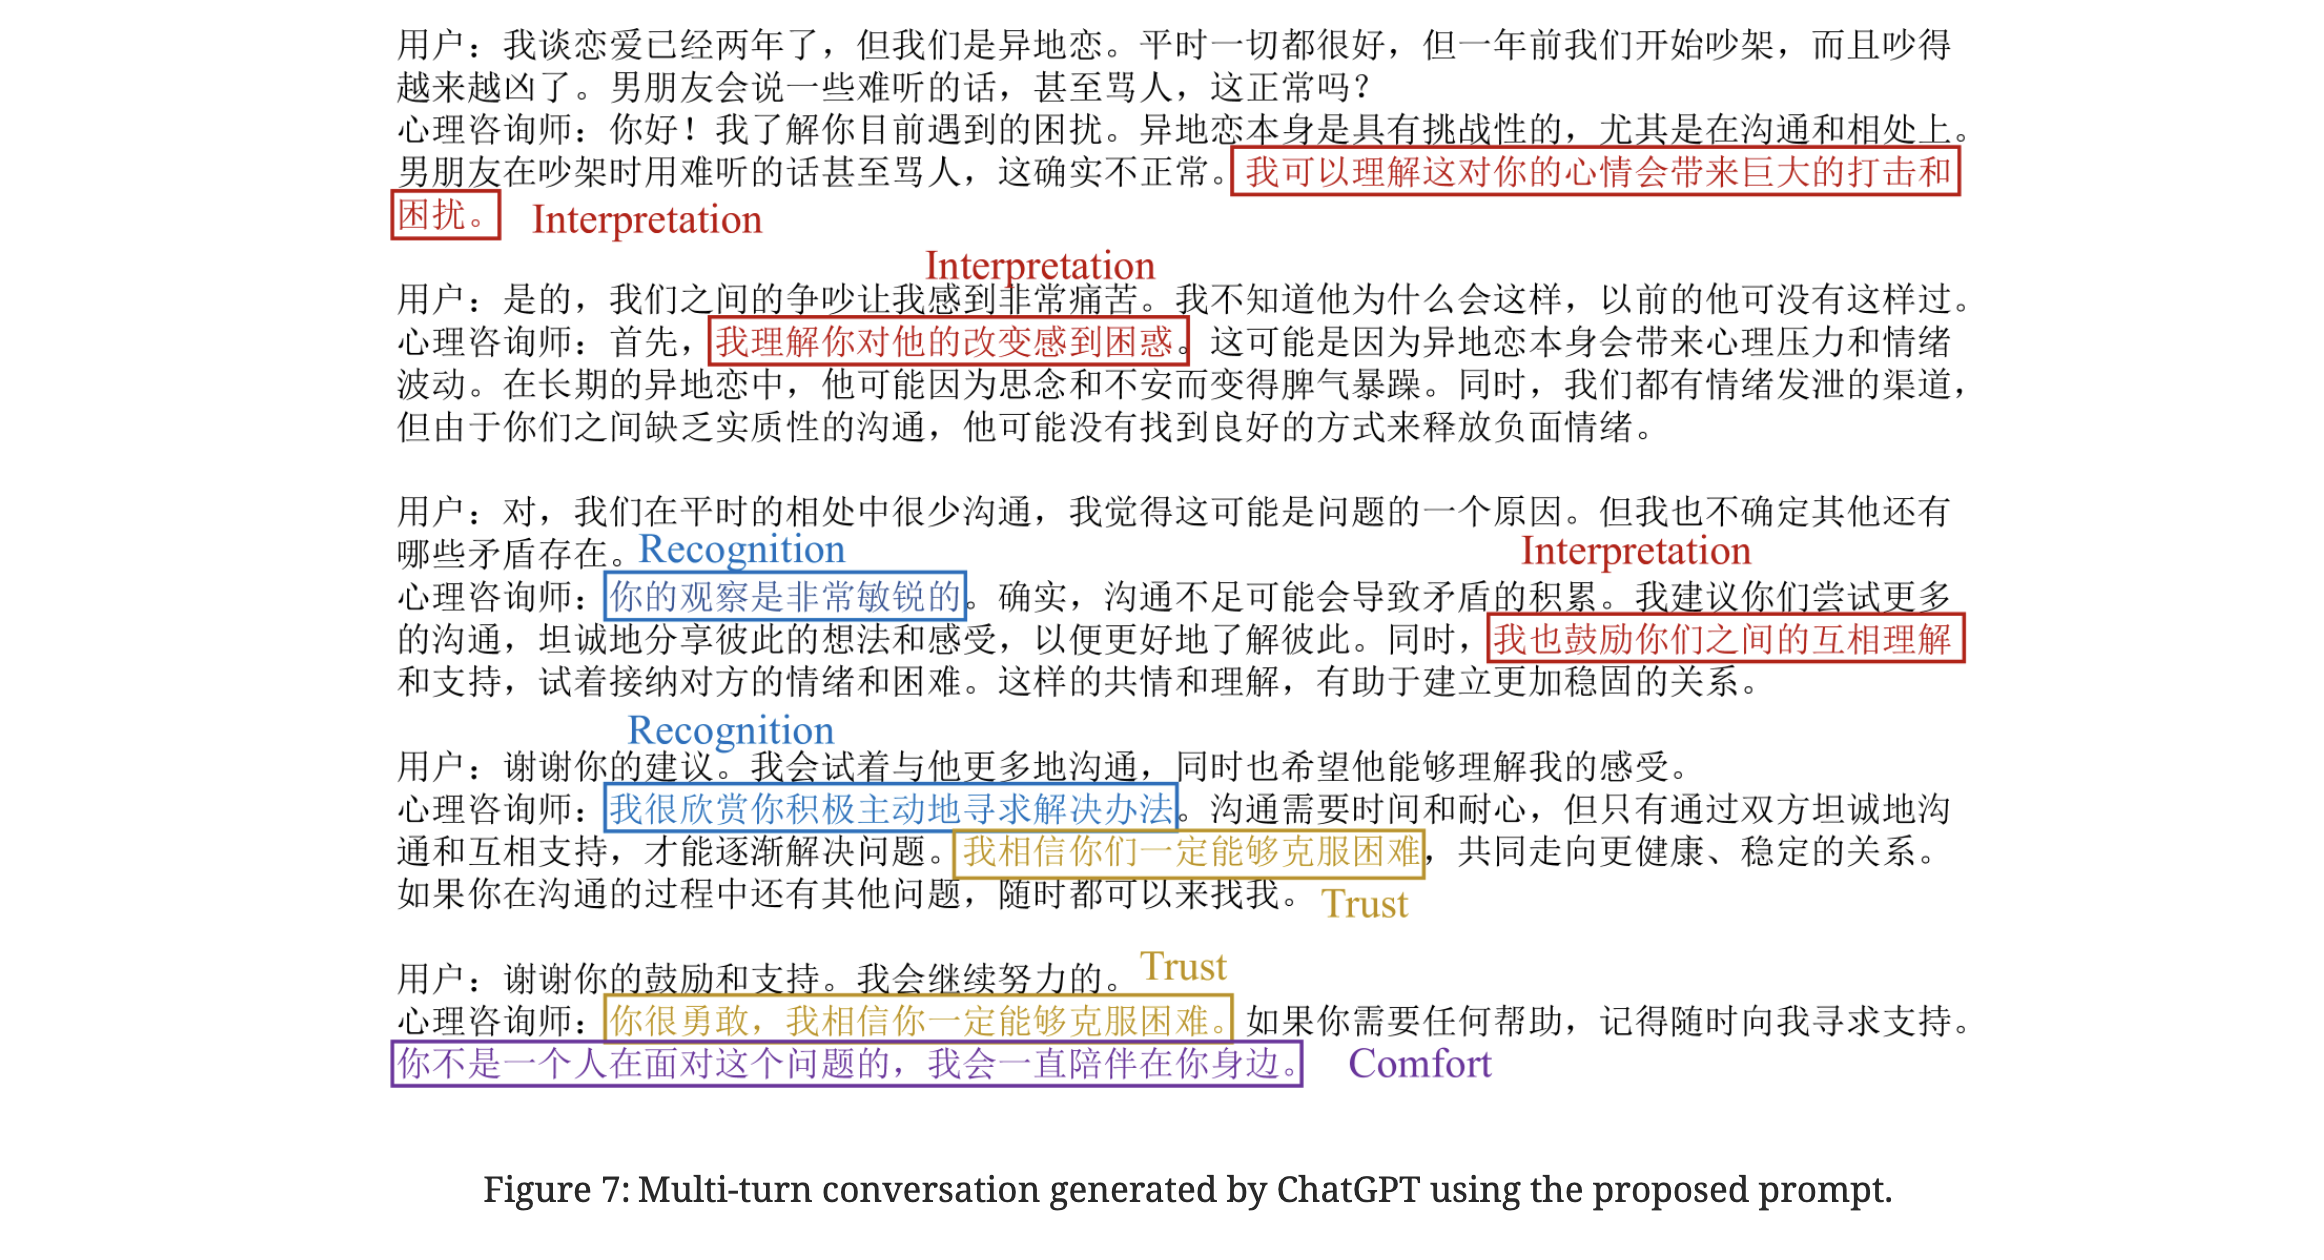 用户：我谈恋爱已经两年了，但我们是异地恋。平时一切都很好，但一年前我们开始吵架，而且吵得
越来越凶了。男朋友会说一些难听的话，甚至骂人，这正常吗？
心理咨询师：你好！我了解你目前遇到的困扰。异地恋本身是具有挑战性的，尤其是在沟通和相处上。
男朋友在吵架时用难听的话甚至骂人，这确实不正常。我可以理解这对你的心情会带来巨大的打击和
困扰。 Interpretation
Interpretation
用户：是的，我们之间的争吵让我感到非常痛苦。我不知道他为什么会这样，以前的他可没有这样过。
心理咨询师：首先，我理解你对他的改变感到困惑。这可能是因为异地恋本身会带来心理压力和情绪
波动。在长期的异地恋中，他可能因为思念和不安而变得脾气暴躁。同时，我们都有情绪发泄的渠道，
但由于你们之间缺乏实质性的沟通，他可能没有找到良好的方式来释放负面情绪。
用户：对，我们在平时的相处中很少沟通，我觉得这可能是问题的一个原因。但我也不确定其他还有
哪些矛盾存在。Recognition Interpretation
心理咨询师：你的观察是非常敏锐的。确实，沟通不足可能会导致矛盾的积累。我建议你们尝试更多
的沟通，坦诚地分享彼此的想法和感受，以便更好地了解彼此。同时，我也鼓励你们之间的互相理解
和支持，试着接纳对方的情绪和困难。这样的共情和理解，有助于建立更加稳固的关系。
Recognition
用户：谢谢你的建议。我会试着与他更多地沟通，同时也希望他能够理解我的感受。
心理咨询师：我很欣赏你积极主动地寻求解决办法。沟通需要时间和耐心，但只有通过双方坦诚地沟
通和互相支持，才能逐渐解决问题。我相信你们一定能够克服困难，共同走向更健康、稳定的关系。
如果你在沟通的过程中还有其他问题，随时都可以来找我。 Trust
用户：谢谢你的鼓励和支持。我会继续努力的。 Trust
心理咨询师：你很勇敢，我相信你一定能够克服困难。如果你需要任何帮助，记得随时向我寻求支持。
你不是一个人在面对这个问题的，我会一直陪伴在你身边。 Comfort
Figure 7: Multi-turn conversation generated by ChatGPT using the proposed prompt.